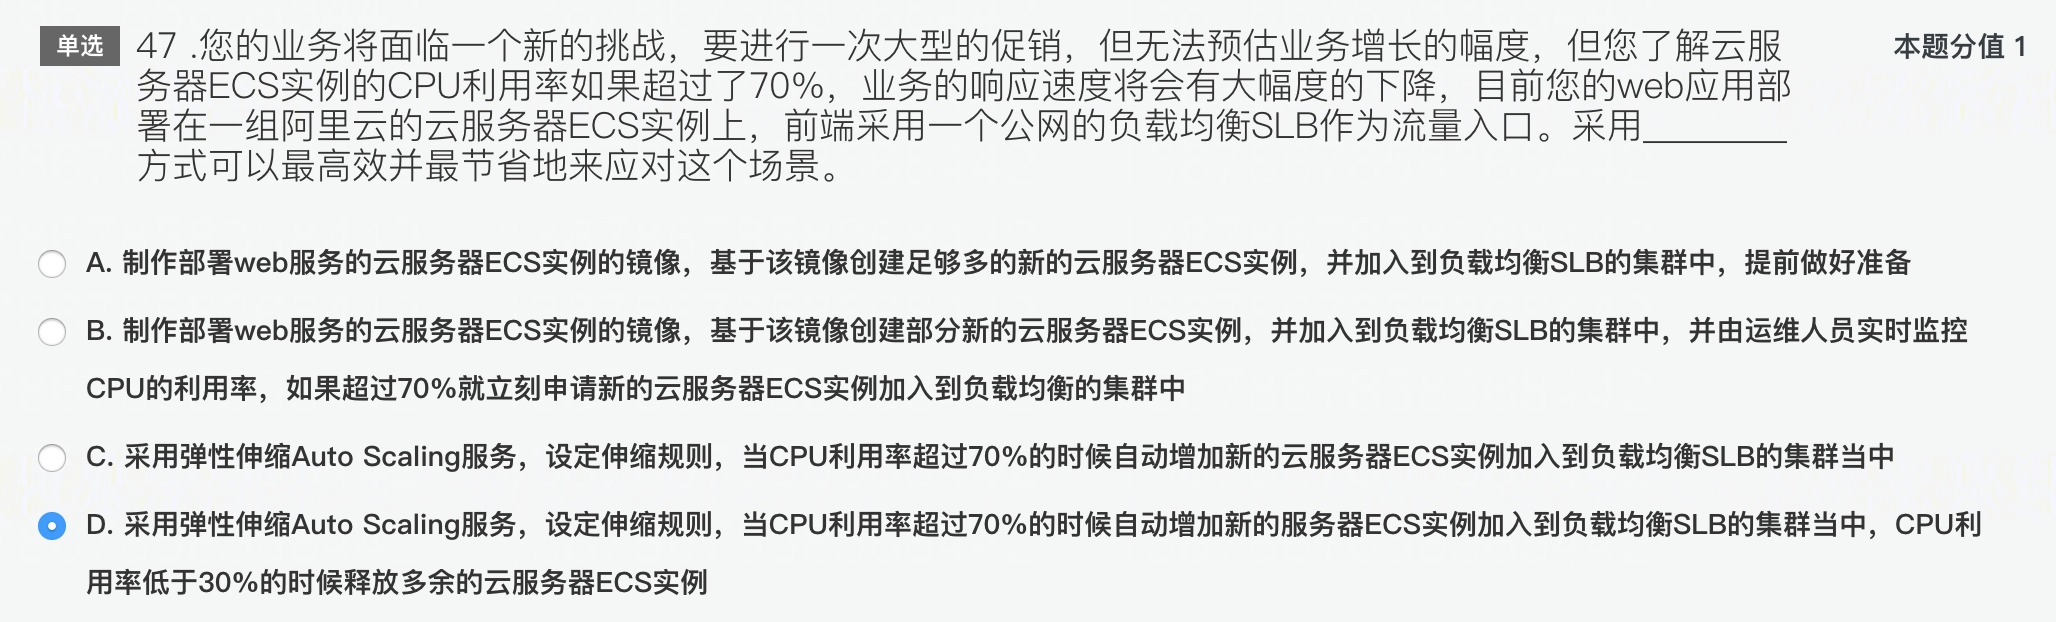 单选 47 .您的业务将面临一个新的挑战，要进行一次大型的促销，但无法预估业务增长的幅度，但您了解云服 本题分值 1
务器ECS实例的CPU利用率如果超过了70%，业务的响应速度将会有大幅度的下降，目前您的web应用部
署在一组阿里云的云服务器ECS实例上，前端采用一个公网的负载均衡SLB作为流量入口。采用________
方式可以最高效并最节省地来应对这个场景。
A. 制作部署web服务的云服务器ECS实例的镜像，基于该镜像创建足够多的新的云服务器ECS实例，并加入到负载均衡SLB的集群中，提前做好准备
B. 制作部署web服务的云服务器ECS实例的镜像，基于该镜像创建部分新的云服务器ECS实例，并加入到负载均衡SLB的集群中，并由运维人员实时监控
CPU的利用率，如果超过70%就立刻申请新的云服务器ECS实例加入到负载均衡的集群中
C. 采用弹性伸缩Auto Scaling服务，设定伸缩规则，当CPU利用率超过70%的时候自动增加新的云服务器ECS实例加入到负载均衡SLB的集群当中
D. 采用弹性伸缩Auto Scaling服务，设定伸缩规则，当CPU利用率超过70%的时候自动增加新的服务器ECS实例加入到负载均衡SLB的集群当中，CPU利
用率低于30%的时候释放多余的云服务器ECS实例